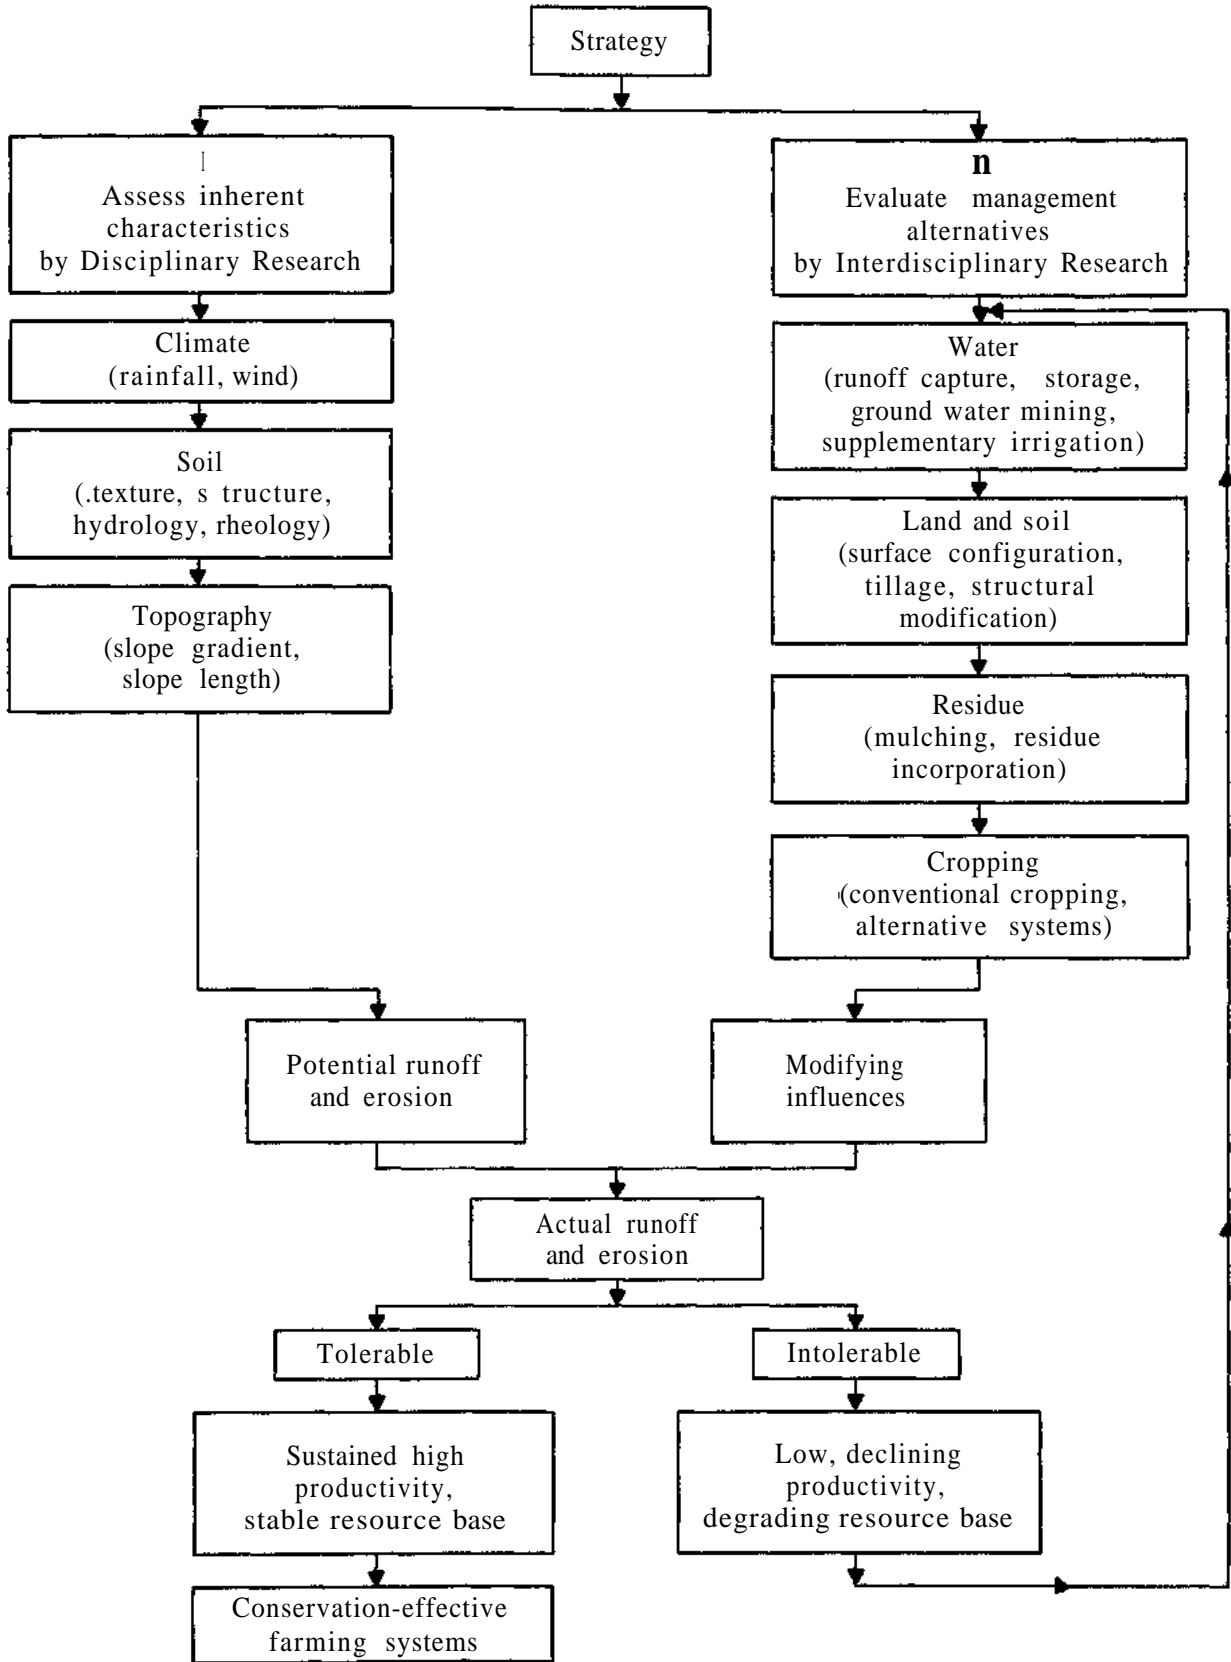 Strategy
I
Assess inherent
characteristics
by Disciplinary Research
Climate
(rainfall, wind)
Soil
(.texture, s tructure,
hydrology, rheology)
Topography
(slope gradient,
slope length)
n
Evaluate management
alternatives
by Interdisciplinary Research
Water
(runoff capture, storage,
ground water mining,
supplementary irrigation)
Land and soil
(surface configuration,
tillage, structural
modification)
Residue
(mulching, residue
incorporation)
Cropping
(conventional cropping,
alternative systems)
Potential runoff
and erosion
Modifying
influences
Actual runoff
and erosion
Tolerable
Intolerable
Sustained high
productivity,
stable resource base
Low, declining
productivity,
degrading resource base
Conservation-effective
farming systems